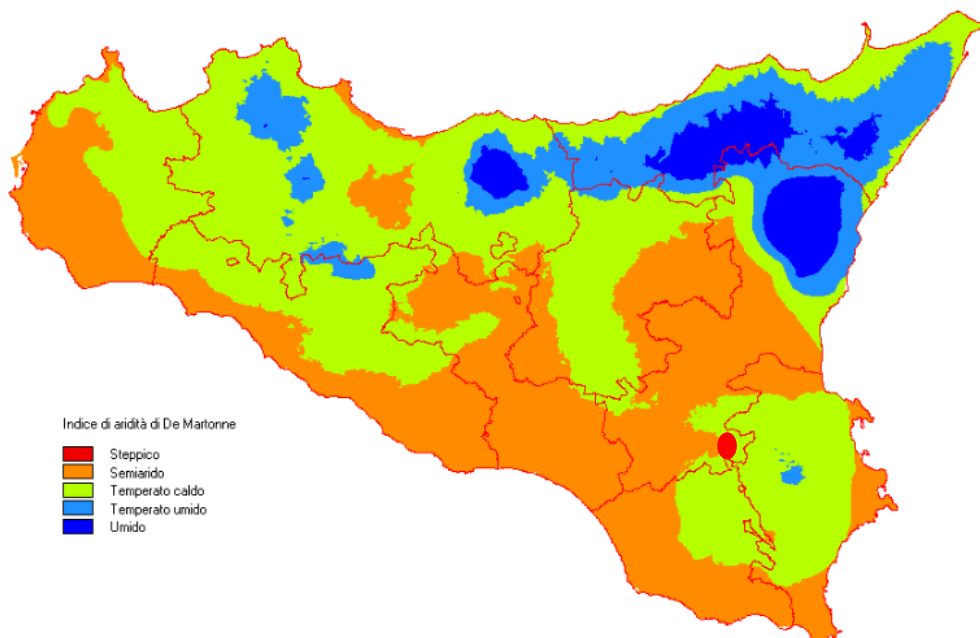 Indice di aridità di De Martonne
Steppico
Semiarido
Temperato caldo
Temperato umido
Umido